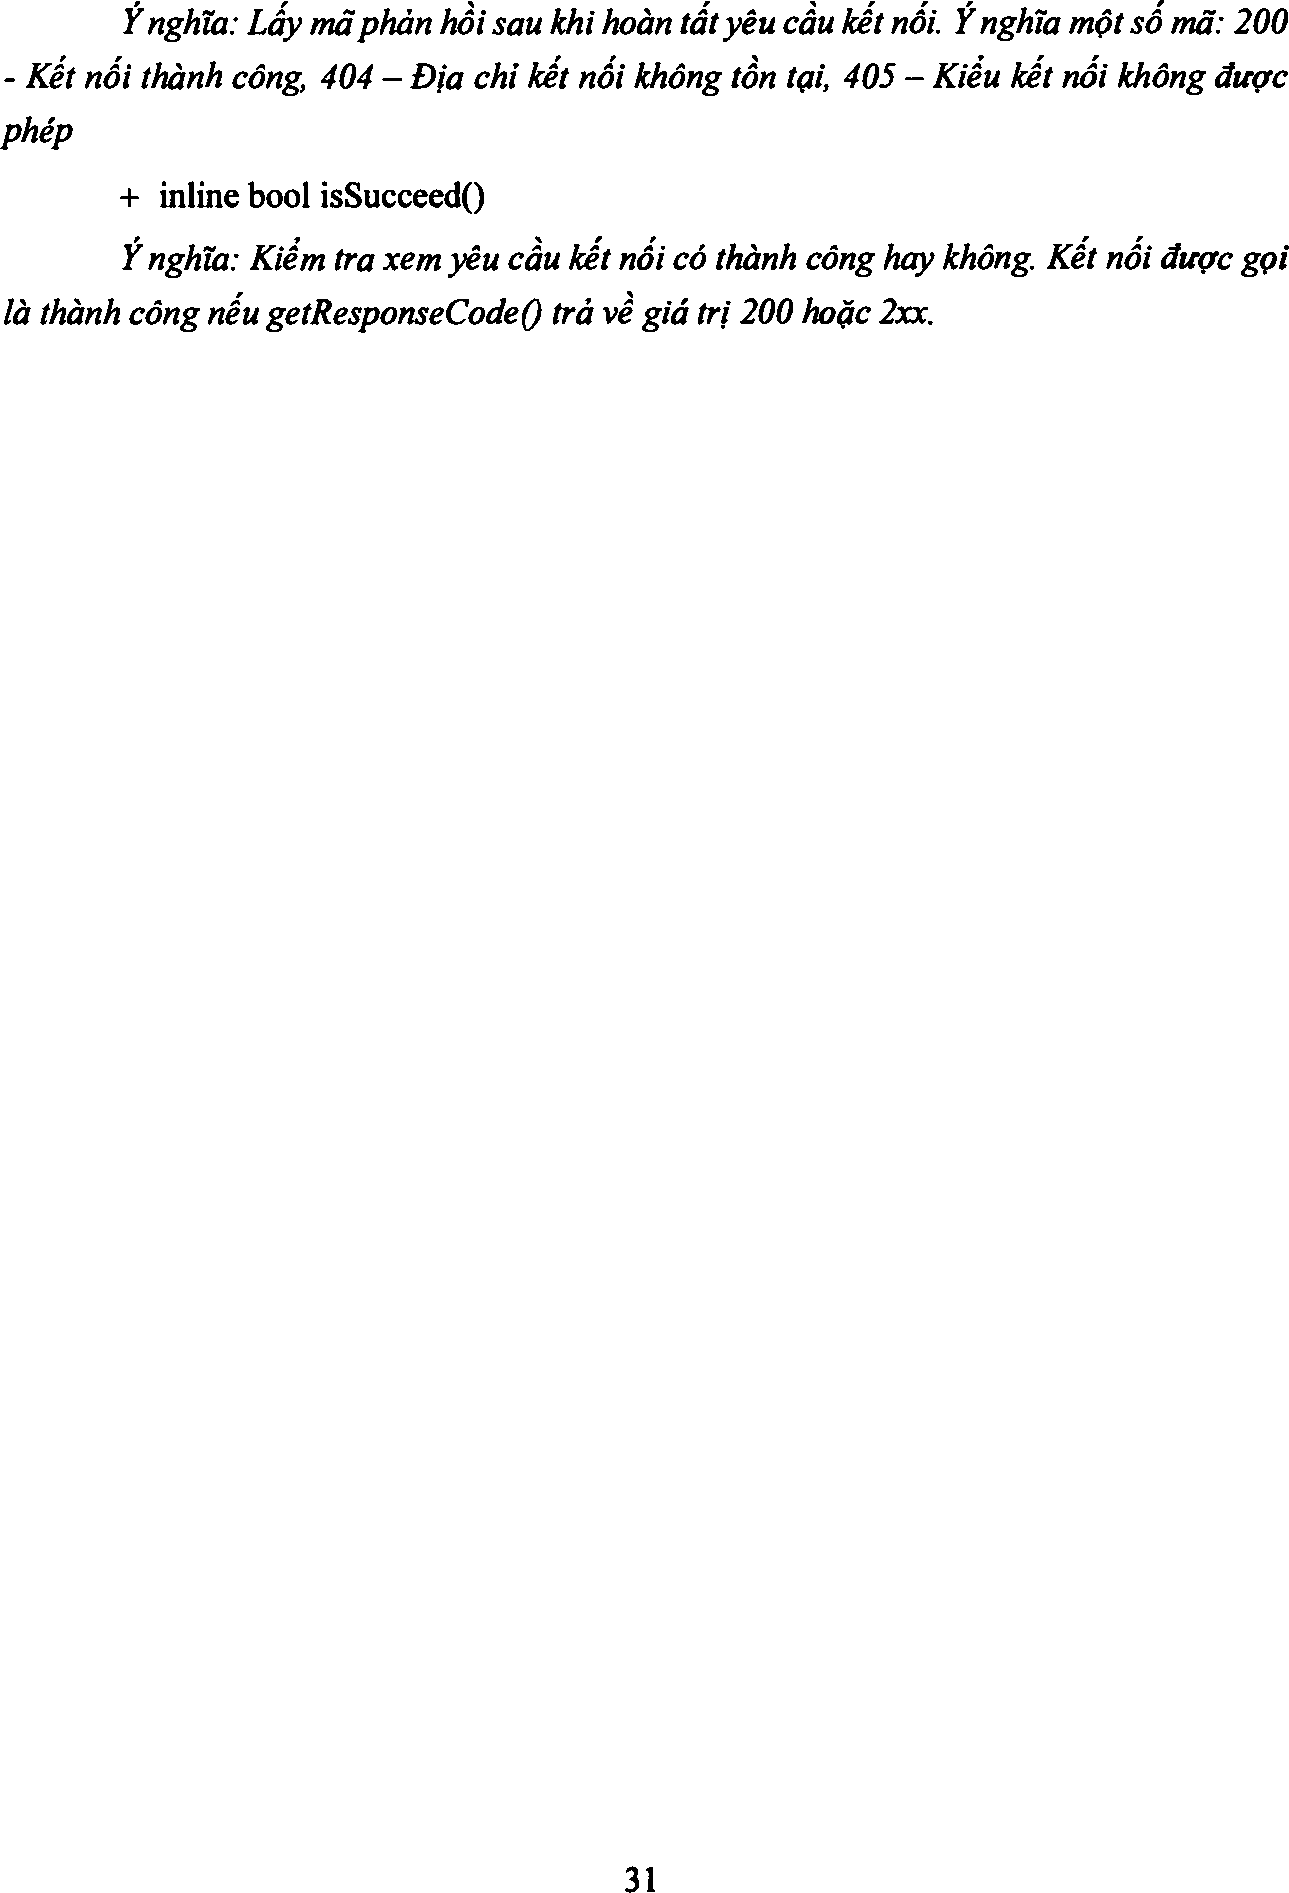 Ý nghĩa: Lấy mã phản hồi sau khi hoàn tất yêu cầu kết nối. Ý nghĩa một số mã: 200
- Kết nối thành công, 404 – Địa chỉ kết nối không tồn tại, 405 – Kiểu kết nối không được
phép
+ inline bool isSucceed()
Ý nghĩa: Kiểm tra xem yêu cầu kết nối có thành công hay không. Kết nối được gọi
là thành công nếu getResponseCode() trả về giá trị 200 hoặc 2xx.
31